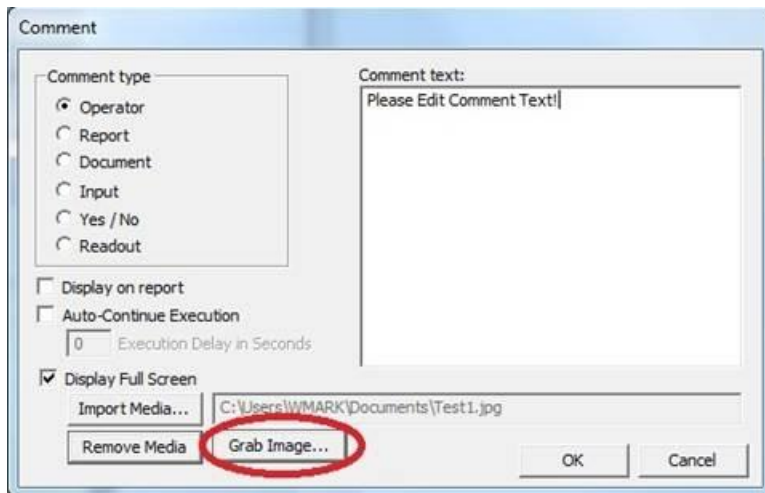 Comment
Comment type
Operator
Report
Document
Input
Yes / No
Readout
Comment text:
Please Edit Comment Text!
Display on report
Auto-Continue Execution
0 Execution Delay in Seconds
Display Full Screen
Import Media... C:\Users\WMARK\Documents\Test1.jpg
Remove Media Grab Image... OK Cancel